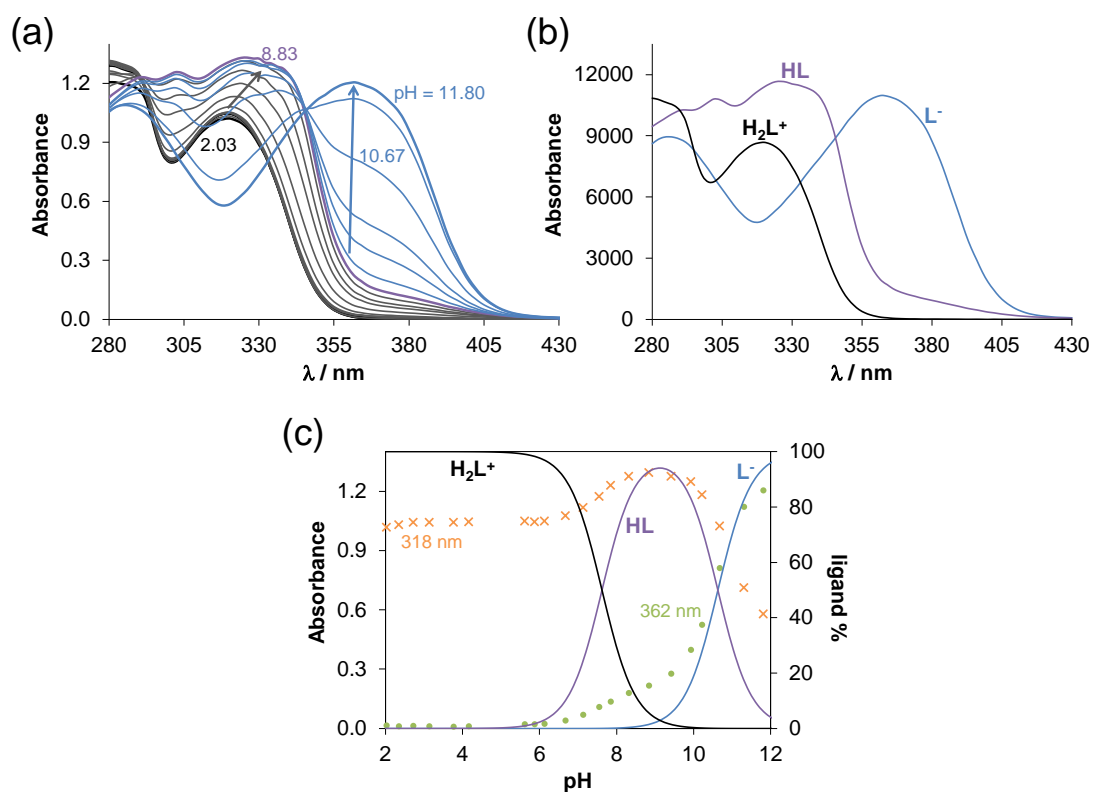 (a)
Absorbance
1.2
0.9
0.6
0.3
0.0
8.83
pH = 11.80
2.03
10.67
280 305 330 355 380 405 430
λ / nm
(b)
Absorbance
12000
9000
6000
3000
0
HL
H₂L⁺
L⁻
280 305 330 355 380 405 430
λ / nm
(c)
Absorbance
1.2
0.9
0.6
0.3
0.0
H₂L⁺
L⁻
HL
318 nm
362 nm
100
80
60
40
20
0
ligand %
2 4 6 8 10 12
pH